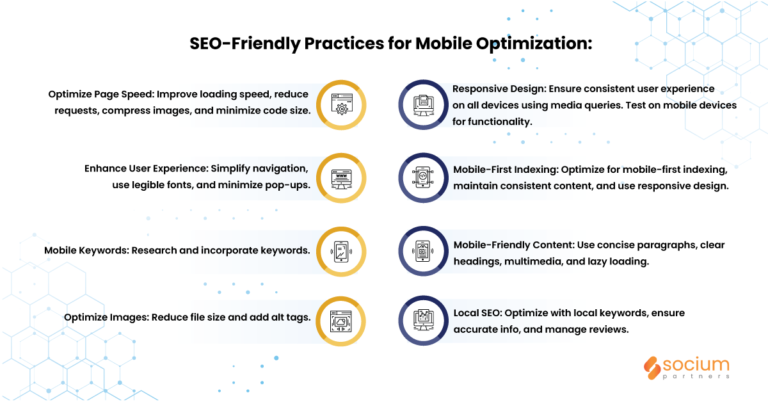 SEO-Friendly Practices for Mobile Optimization:
Optimize Page Speed: Improve loading speed, reduce
requests, compress images, and minimize code size.
Enhance User Experience: Simplify navigation,
use legible fonts, and minimize pop-ups.
Mobile Keywords: Research and incorporate keywords.
Optimize Images: Reduce file size and add alt tags.
Responsive Design: Ensure consistent user experience
on all devices using media queries. Test on mobile devices
for functionality.
Mobile-First Indexing: Optimize for mobile-first indexing,
maintain consistent content, and use responsive design.
Mobile-Friendly Content: Use concise paragraphs, clear
headings, multimedia, and lazy loading.
Local SEO: Optimize with local keywords, ensure
accurate info, and manage reviews.
WWW
socium
partners